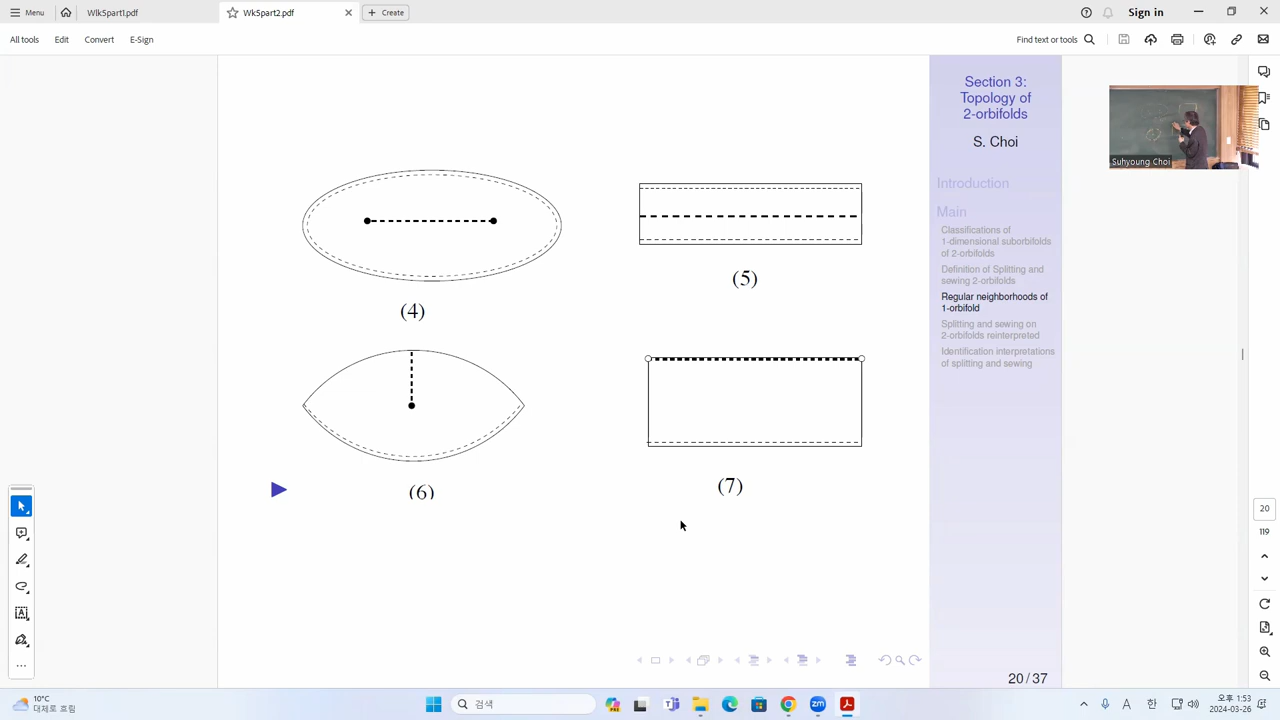 Menu
Wk5part1.pdf
Wk5part2.pdf
Create
Sign in
All tools
Edit
Convert
E-Sign
Find text or tools
Section 3:
Topology of
2-orbifolds
S. Choi
Introduction
Main
Classifications of
1-dimensional suborbifolds
of 2-orbifolds
Definition of Splitting and
sewing 2-orbifolds
Regular neighborhoods of
1-orbifold
Splitting and sewing on
2-orbifolds reinterpreted
Identification interpretations
of splitting and sewing
Suhyoung Choi
(4)
(5)
(6)
(7)
20
119
20 / 37
10°C
대체로 흐림
검색
zm
A
한
오후 1:53
2024-03-26